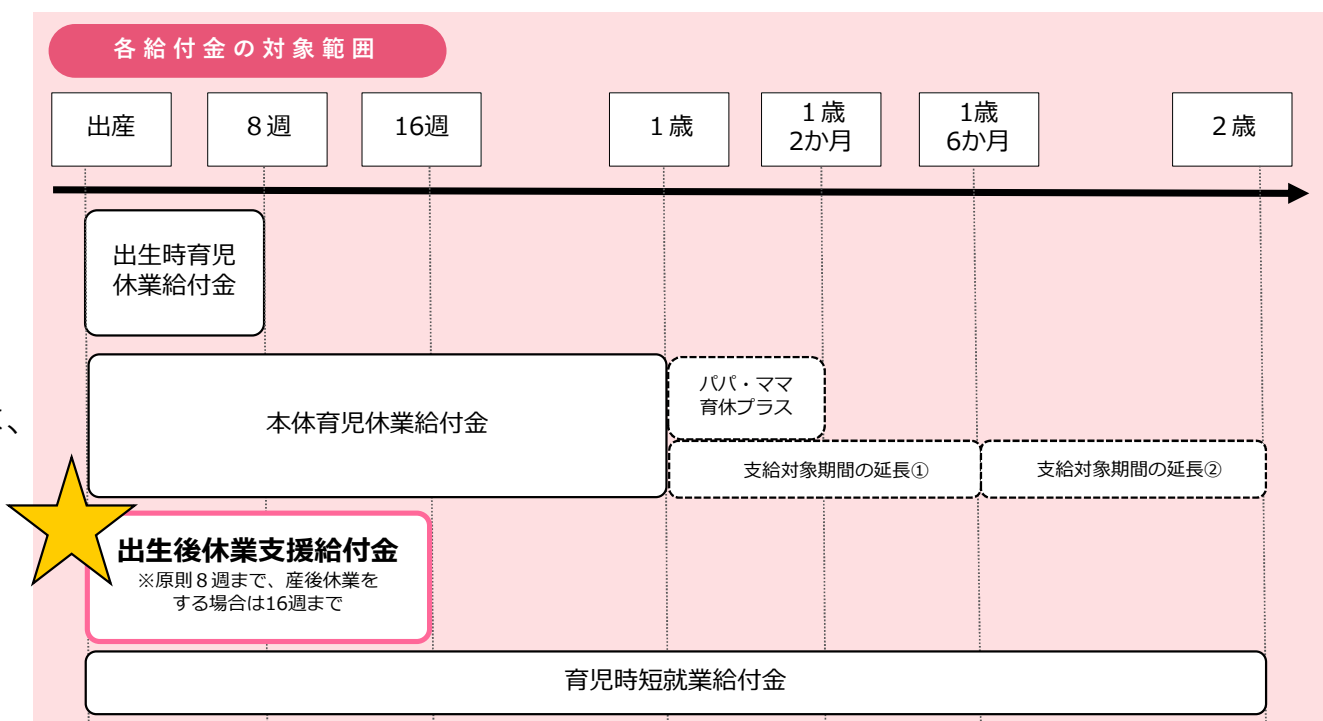 各給付金の対象範囲
出産
８週
16週
１歳
１歳
2か月
1歳
6か月
２歳
出生時育児
休業給付金
本体育児休業給付金
パパ・ママ
育休プラス
支給対象期間の延長①
支給対象期間の延長②
出生後休業支援給付金
※原則８週まで、産後休業を
する場合は16週まで
育児時短就業給付金